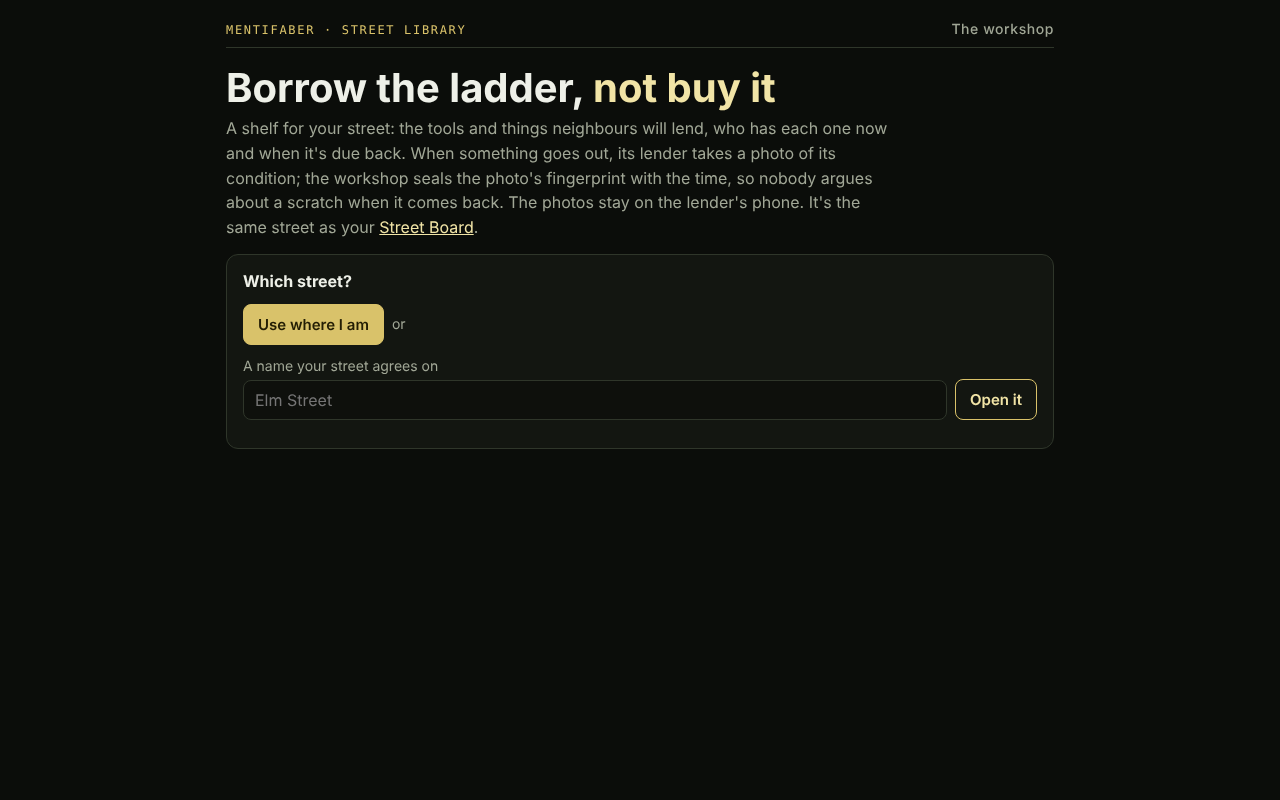 MENTIFABER · STREET LIBRARY
The workshop
Borrow the ladder, not buy it
A shelf for your street: the tools and things neighbours will lend, who has each one now
and when it's due back. When something goes out, its lender takes a photo of its
condition; the workshop seals the photo's fingerprint with the time, so nobody argues
about a scratch when it comes back. The photos stay on the lender's phone. It's the
same street as your Street Board.
Which street?
Use where I am or
A name your street agrees on
Elm Street
Open it